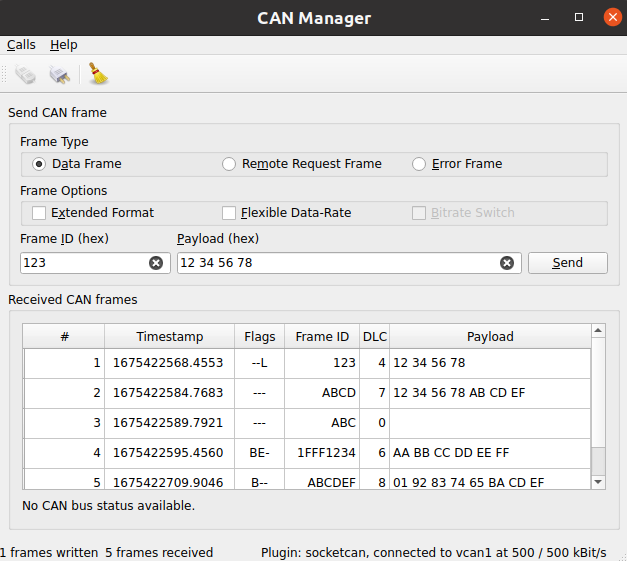 CAN Manager
Calls Help
Send CAN frame
Frame Type
Data Frame Remote Request Frame Error Frame
Frame Options
Extended Format Flexible Data-Rate Bitrate Switch
Frame ID (hex) Payload (hex)
123 12 34 56 78 Send
Received CAN frames
# Timestamp Flags Frame ID DLC Payload
1 1675422568.4553 --L 123 4 12 34 56 78
2 1675422584.7683 --- ABCD 7 12 34 56 78 AB CD EF
3 1675422589.7921 --- ABC 0
4 1675422595.4560 BE- 1FFF1234 6 AA BB CC DD EE FF
5 1675422709.9046 B-- ABCDEF 8 01 92 83 74 65 BA CD EF
No CAN bus status available.
1 frames written 5 frames received Plugin: socketcan, connected to vcan1 at 500 / 500 kBit/s